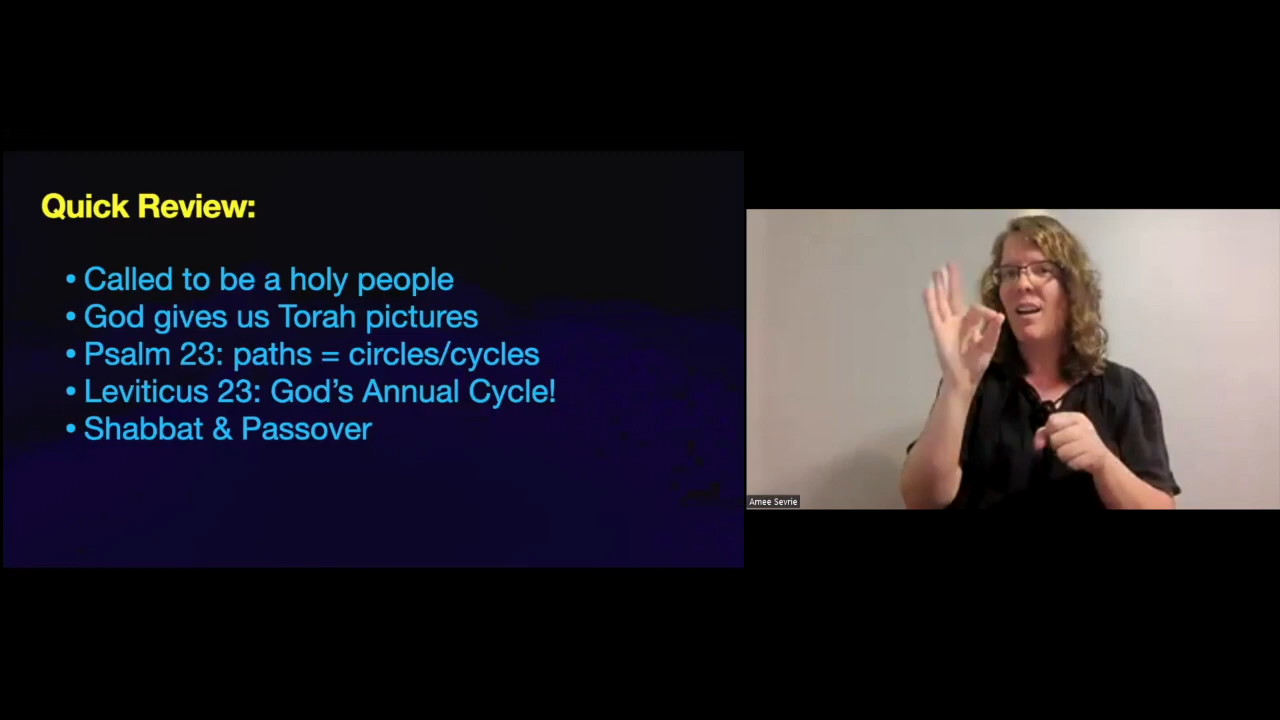 Quick Review:
• Called to be a holy people
• God gives us Torah pictures
• Psalm 23: paths = circles/cycles
• Leviticus 23: God's Annual Cycle!
• Shabbat & Passover
Amee Sevrie